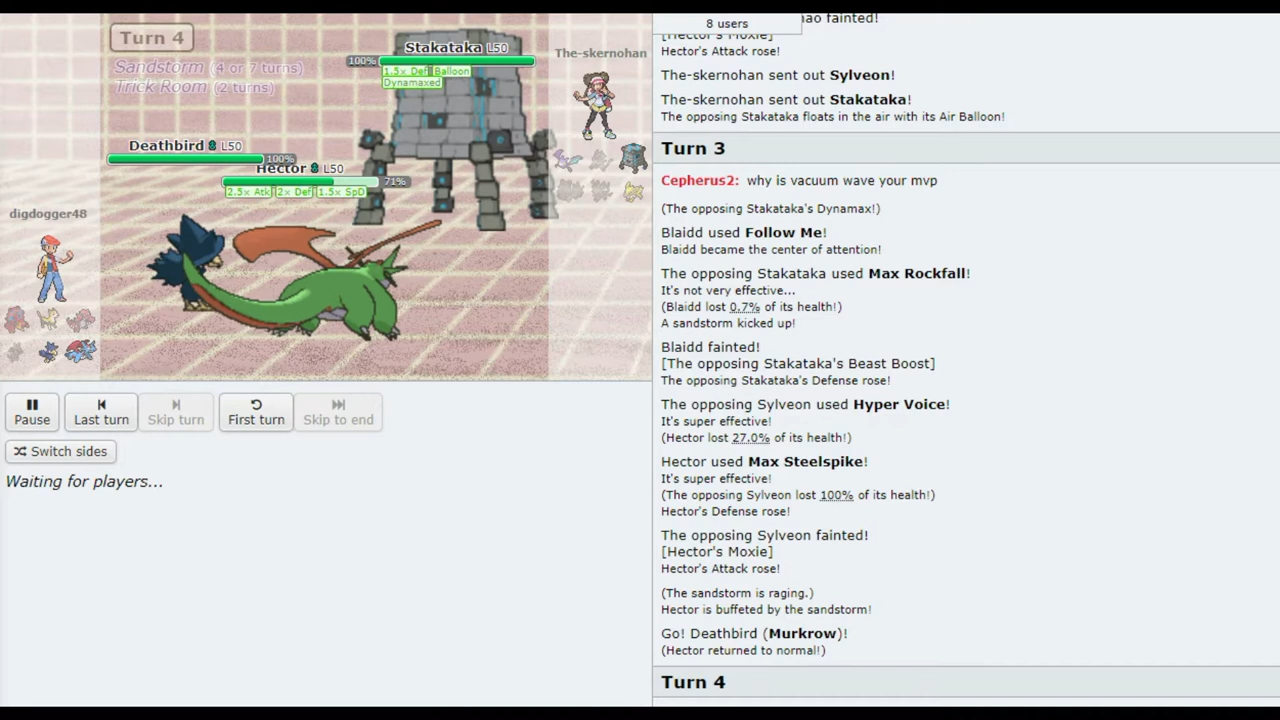 Turn 4
Sandstorm (4 or 7 turns)
Trick Room (2 turns)
Stakataka L50
100%
1.5× Def Balloon
Dynamaxed
The-skernohan
Deathbird L50
100%
Hector L50
71%
2.5× Atk 2× Def 1.5× SpD
digdogger48
Pause
Last turn
Skip turn
First turn
Skip to end
Switch sides
Waiting for players...
8 users
fainted!
[Hector's Moxie]
Hector's Attack rose!
The-skernohan sent out Sylveon!
The-skernohan sent out Stakataka!
The opposing Stakataka floats in the air with its Air Balloon!
Turn 3
Cepherus2: why is vacuum wave your mvp
(The opposing Stakataka's Dynamax!)
Blaidd used Follow Me!
Blaidd became the center of attention!
The opposing Stakataka used Max Rockfall!
It's not very effective...
(Blaidd lost 0.7% of its health!)
A sandstorm kicked up!
Blaidd fainted!
[The opposing Stakataka's Beast Boost]
The opposing Stakataka's Defense rose!
The opposing Sylveon used Hyper Voice!
It's super effective!
(Hector lost 27.0% of its health!)
Hector used Max Steelspike!
It's super effective!
(The opposing Sylveon lost 100% of its health!)
Hector's Defense rose!
The opposing Sylveon fainted!
[Hector's Moxie]
Hector's Attack rose!
(The sandstorm is raging.)
Hector is buffeted by the sandstorm!
Go! Deathbird (Murkrow)!
(Hector returned to normal!)
Turn 4